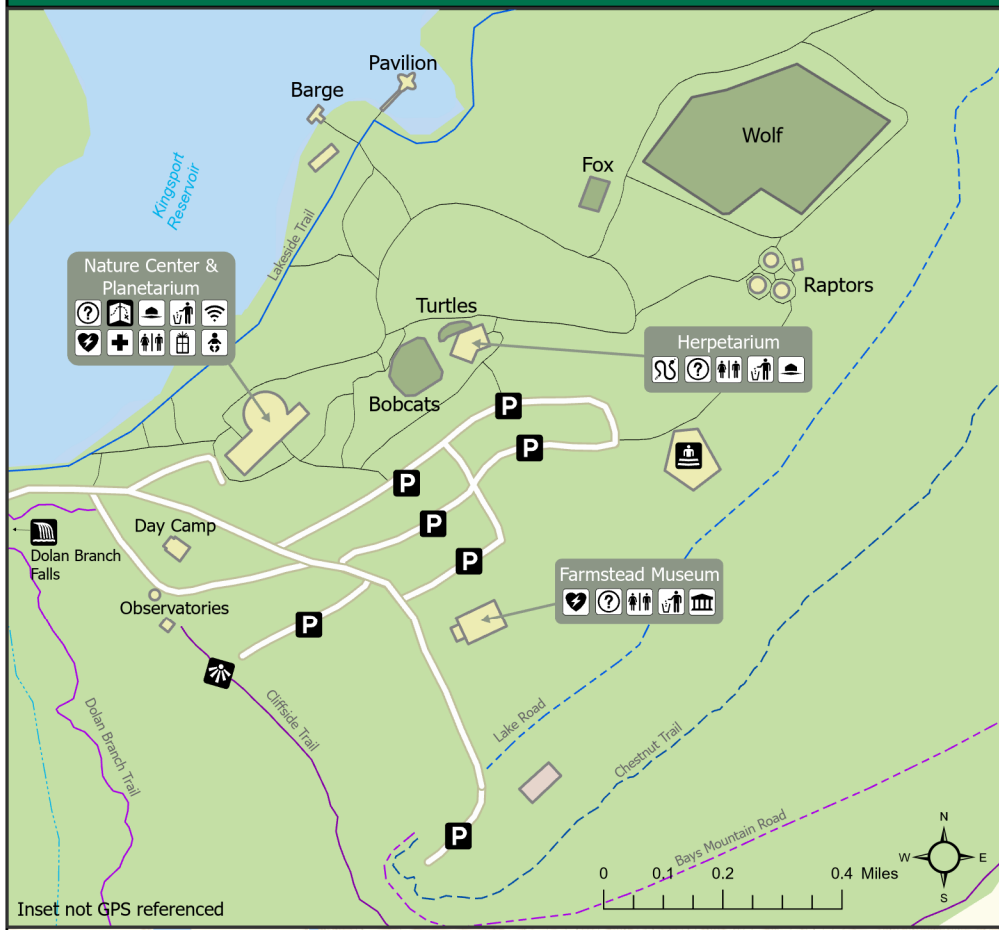 Pavilion
Barge
Wolf
Fox
Kingsport
Reservoir
Lakeside Trail
Nature Center &
Planetarium
Raptors
Turtles
Herpetarium
Bobcats
P
P
P
P
Day Camp
Dolan Branch
Falls
P
Farmstead Museum
Observatories
P
Cliffside Trail
Dolan Branch Trail
Lake Road
Chestnut Trail
P
Bays Mountain Road
N
W E
S
0 0.1 0.2 0.4 Miles
Inset not GPS referenced